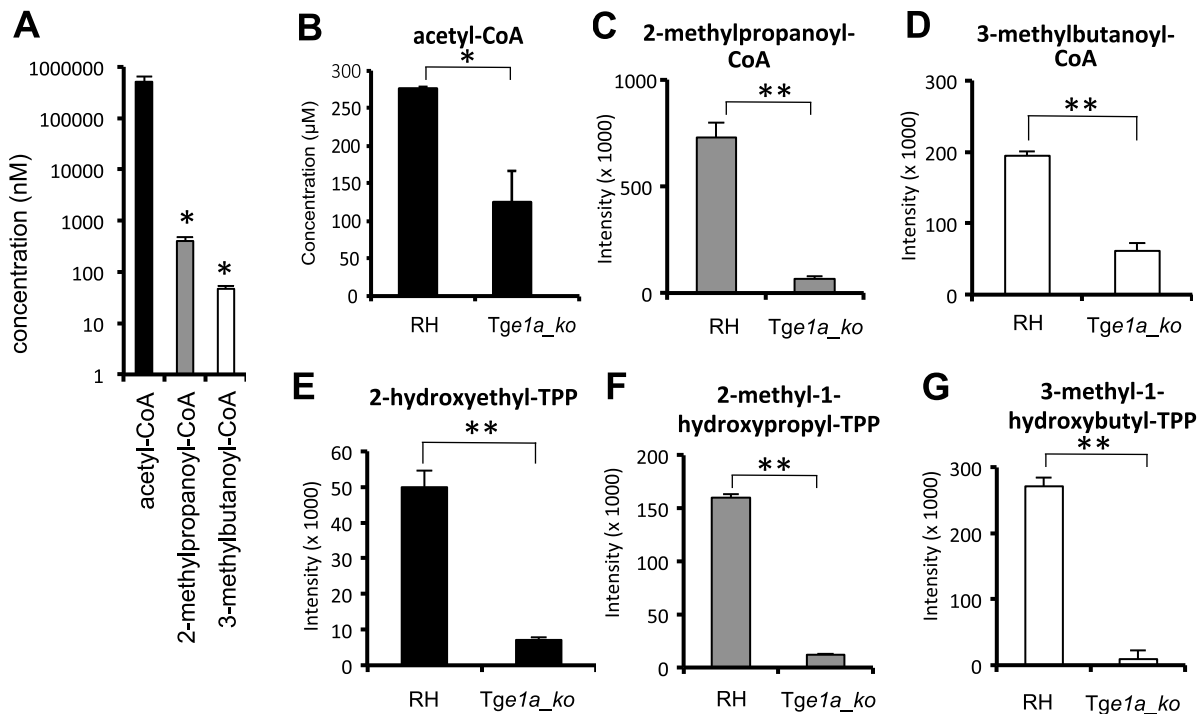 A
concentration (nM)
1000000
100000
10000
1000
100
10
1
*
*
acetyl-CoA
2-methylpropanoyl-CoA
3-methylbutanoyl-CoA
B
acetyl-CoA
*
Concentration (µM)
300
250
200
150
100
50
0
RH Tge1a_ko
C
2-methylpropanoyl-
CoA
**
Intensity (x 1000)
1000
500
0
RH Tge1a_ko
D
3-methylbutanoyl-
CoA
**
Intensity (x 1000)
300
200
100
0
RH Tge1a_ko
E
2-hydroxyethyl-TPP
**
Intensity (x 1000)
60
50
40
30
20
10
0
RH Tge1a_ko
F
2-methyl-1-
hydroxypropyl-TPP
**
Intensity (x 1000)
200
150
100
50
0
RH Tge1a_ko
G
3-methyl-1-
hydroxybutyl-TPP
**
Intensity (x 1000)
300
200
100
0
RH Tge1a_ko